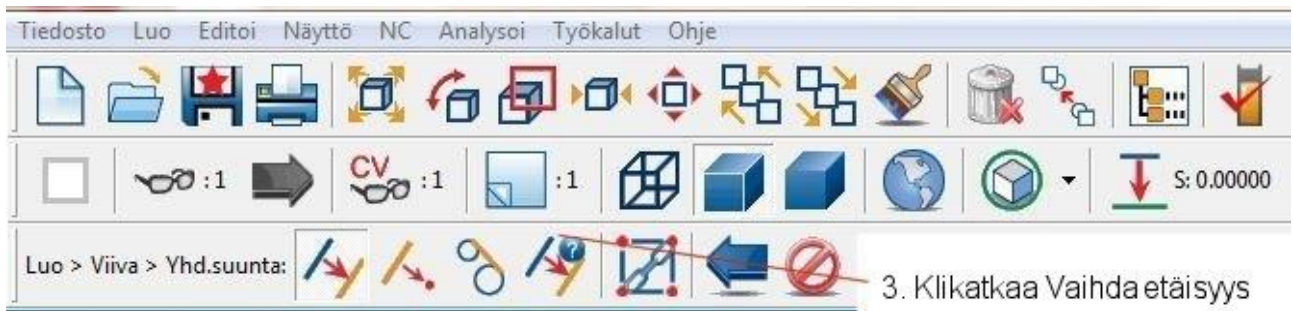 Tiedosto Luo Editoi Näyttö NC Analysoi Työkalut Ohje
:1 CV :1 :1 S: 0.00000
Luo > Viiva > Yhd.suunta: ?
3. Klikatkaa Vaihda etäisyys